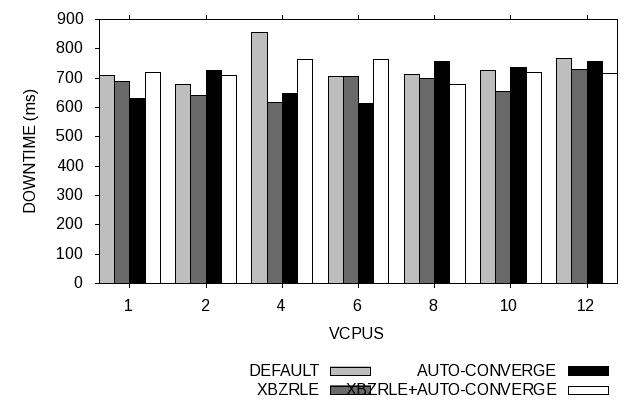 900
800
700
600
500
400
300
200
100
0
DOWNTIME (ms)
1 2 4 6 8 10 12
VCPUS
DEFAULT AUTO-CONVERGE
XBZRLE XBZRLE+AUTO-CONVERGE